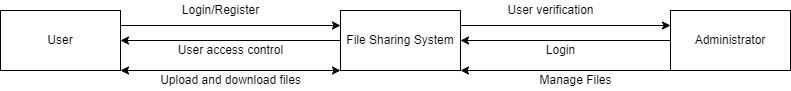 Login/Register
User verification
User
File Sharing System
Administrator
User access control
Login
Upload and download files
Manage Files